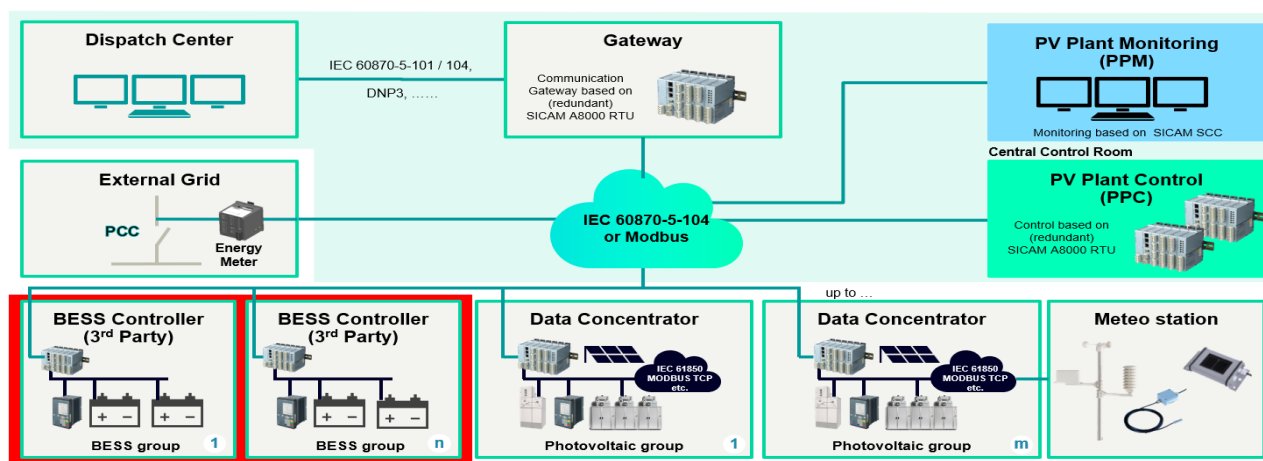 Dispatch Center
IEC 60870-5-101 / 104,
DNP3, ……
Gateway
Communication
Gateway based on
(redundant)
SICAM A8000 RTU
PV Plant Monitoring
(PPM)
Monitoring based on SICAM SCC
Central Control Room
External Grid
PCC
Energy
Meter
IEC 60870-5-104
or Modbus
PV Plant Control
(PPC)
Control based on
(redundant)
SICAM A8000 RTU
up to ...
BESS Controller
(3rd Party)
+ -
+ -
BESS group
1
BESS Controller
(3rd Party)
+ -
+ -
BESS group
n
Data Concentrator
IEC 61850
MODBUS TCP
etc.
Photovoltaic group
1
Data Concentrator
IEC 61850
MODBUS TCP
etc.
Photovoltaic group
m
Meteo station